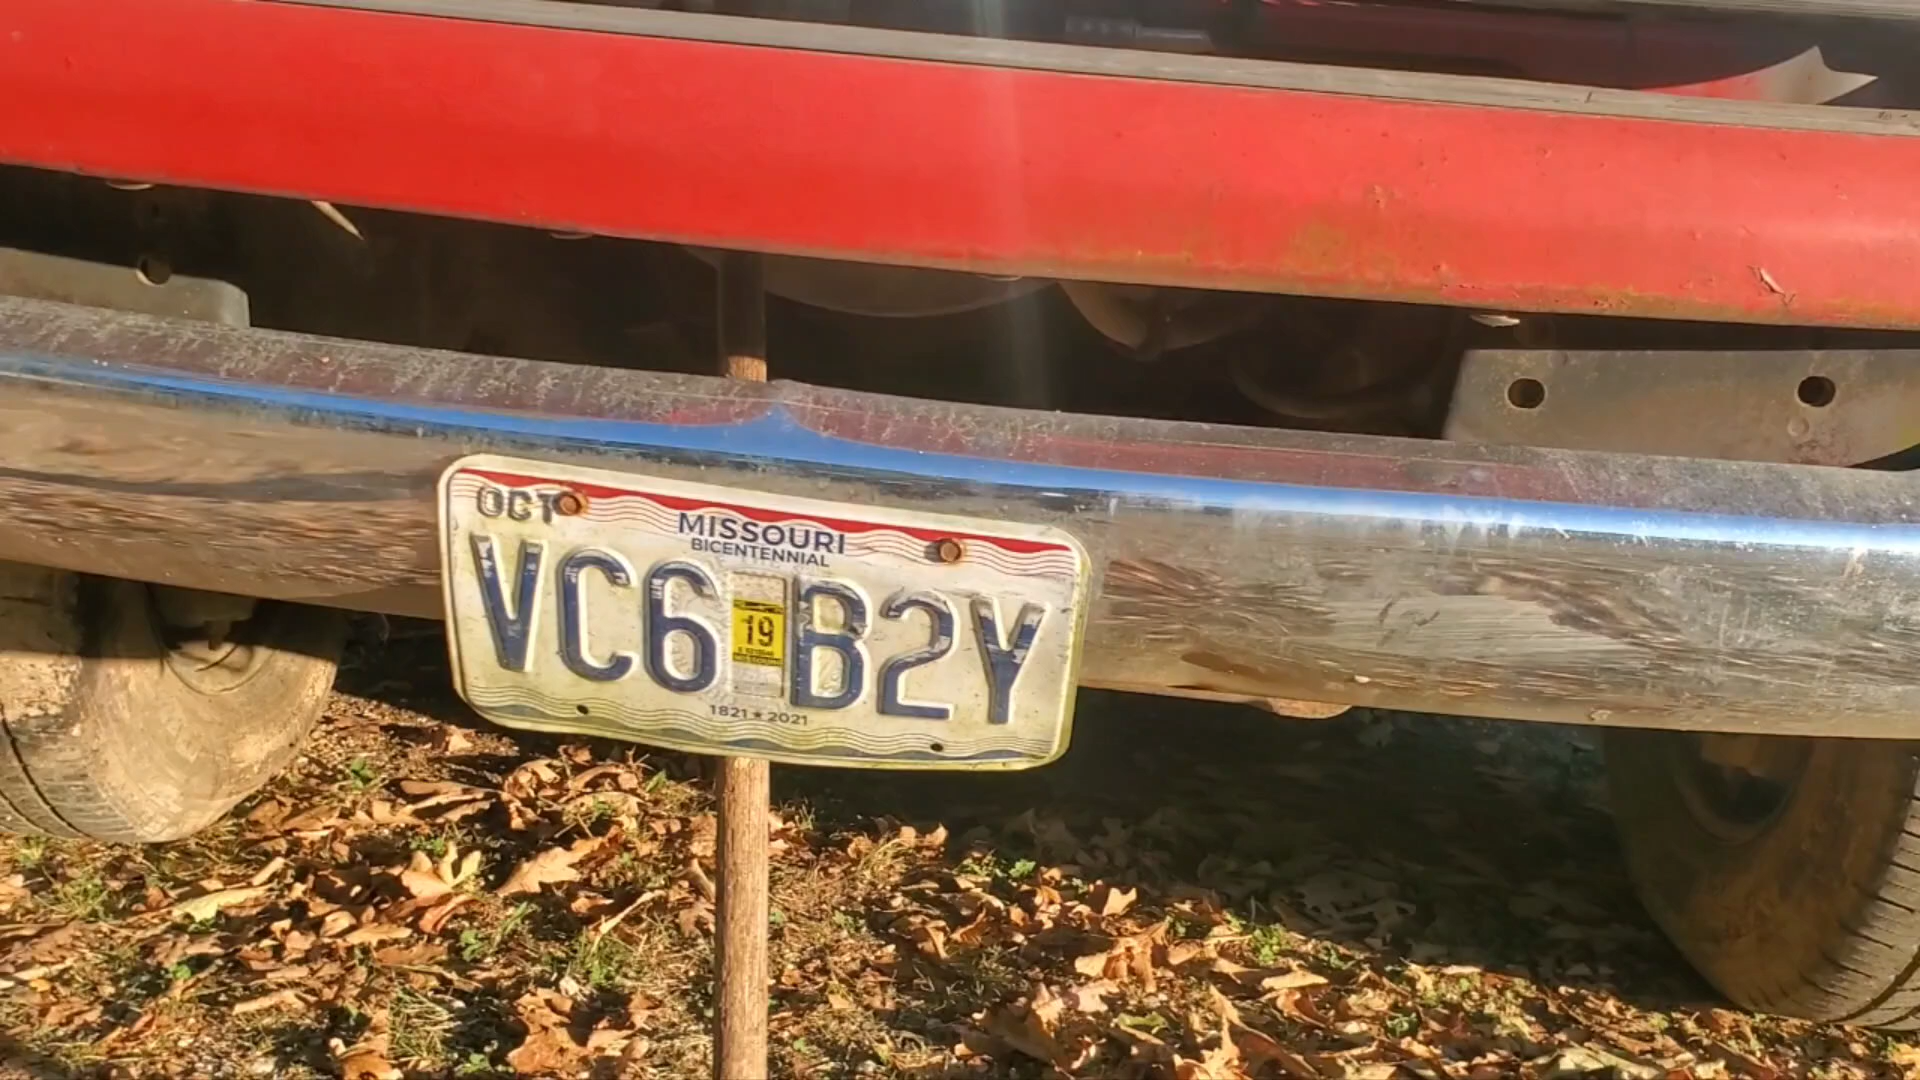 OCT
MISSOURI
BICENTENNIAL
VC6 B2Y
19
1821 ★ 2021